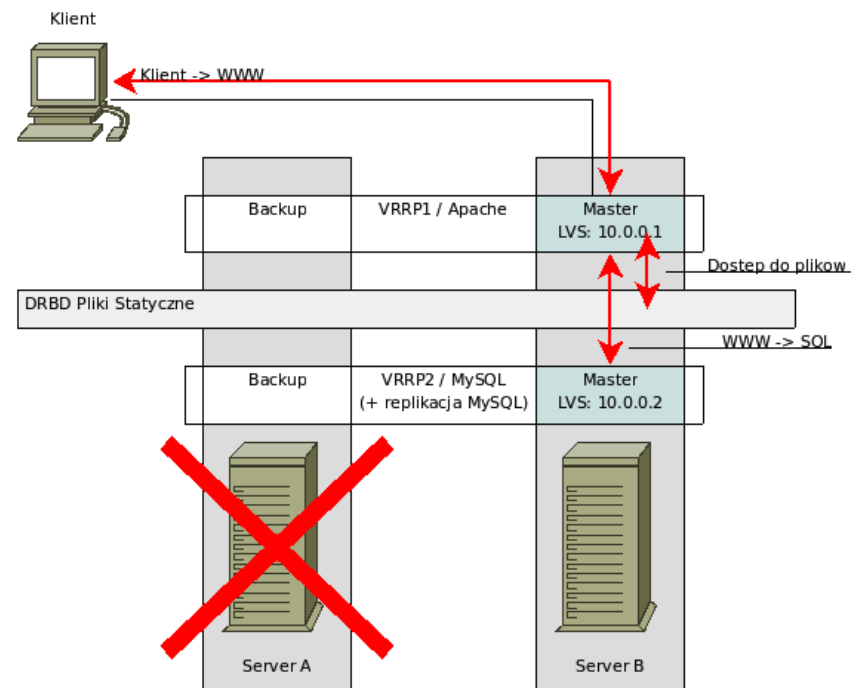 Klient
Klient -> WWW
Backup
VRRP1 / Apache
Master
LVS: 10.0.0.1
Dostep do plikow
DRBD Pliki Statyczne
WWW -> SQL
Backup
VRRP2 / MySQL
(+ replikacja MySQL)
Master
LVS: 10.0.0.2
Server A
Server B